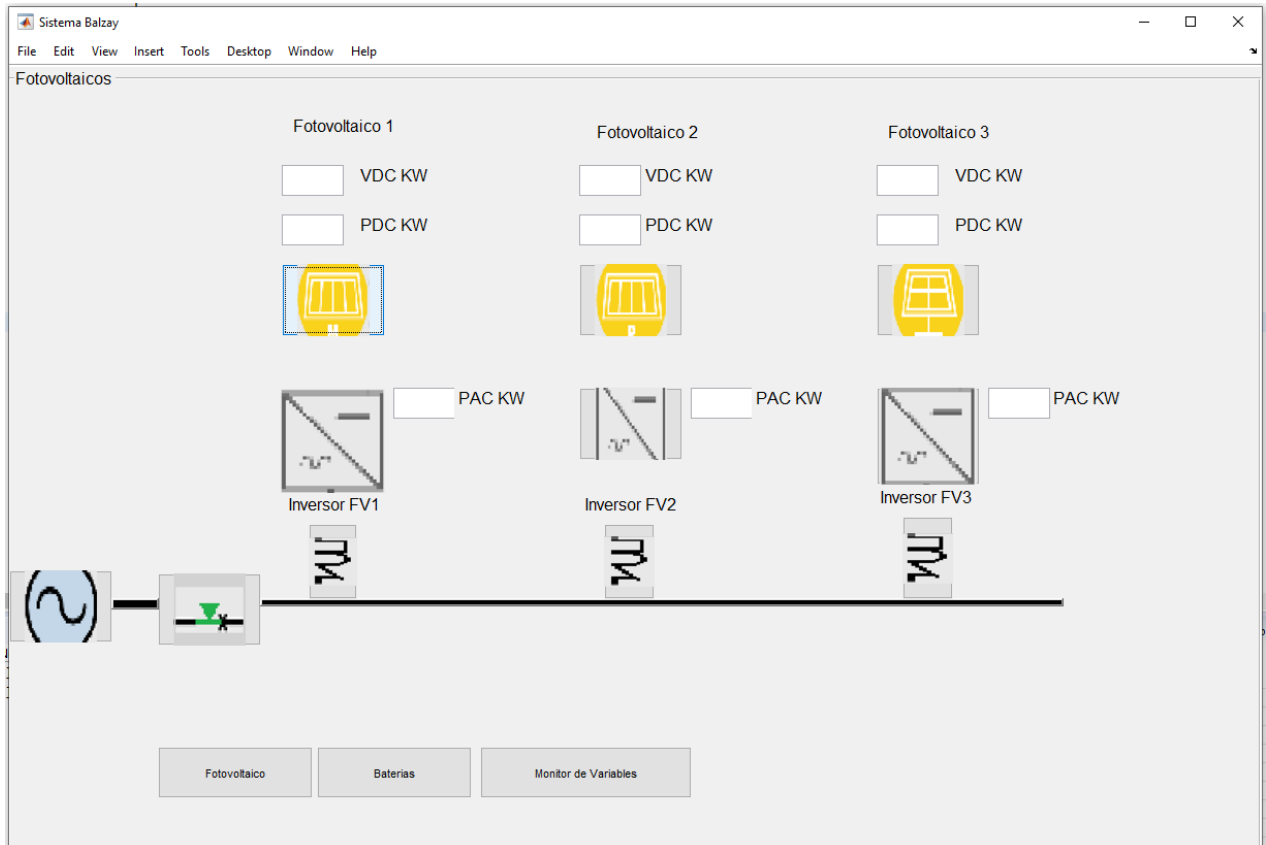 Sistema Balzay
File Edit View Insert Tools Desktop Window Help
Fotovoltaicos
Fotovoltaico 1
Fotovoltaico 2
Fotovoltaico 3
VDC KW
VDC KW
VDC KW
PDC KW
PDC KW
PDC KW
PAC KW
PAC KW
PAC KW
Inversor FV1
Inversor FV2
Inversor FV3
Fotovoltaico
Baterias
Monitor de Variables